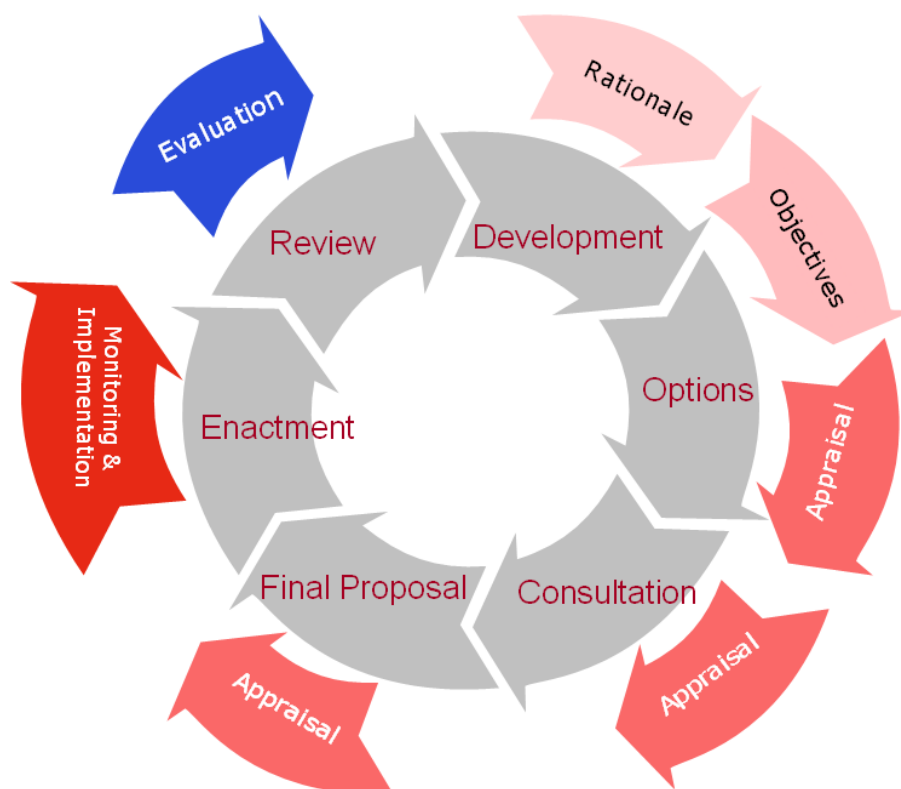 Rationale
Objectives
Appraisal
Appraisal
Appraisal
Monitoring &
Implementation
Evaluation
Development
Options
Consultation
Final Proposal
Enactment
Review